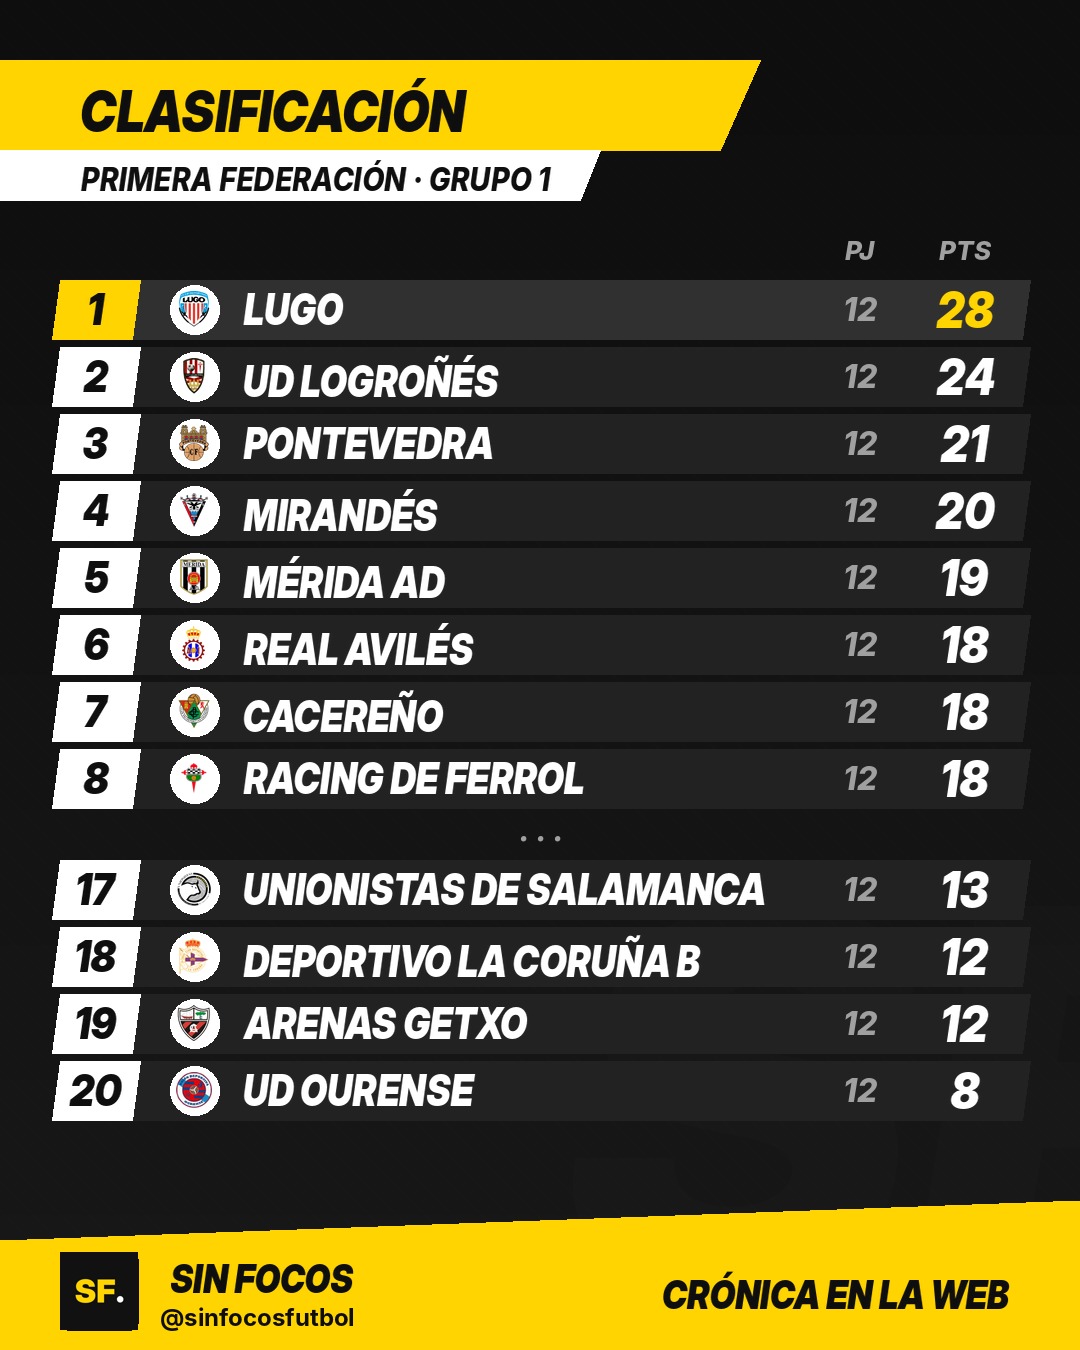 CLASIFICACIÓN
PRIMERA FEDERACIÓN · GRUPO 1
PJ PTS
1 LUGO 12 28
2 UD LOGROÑÉS 12 24
3 PONTEVEDRA 12 21
4 MIRANDÉS 12 20
5 MÉRIDA AD 12 19
6 REAL AVILÉS 12 18
7 CACEREÑO 12 18
8 RACING DE FERROL 12 18
...
17 UNIONISTAS DE SALAMANCA 12 13
18 DEPORTIVO LA CORUÑA B 12 12
19 ARENAS GETXO 12 12
20 UD OURENSE 12 8
SF. SIN FOCOS
@sinfocosfutbol
CRÓNICA EN LA WEB